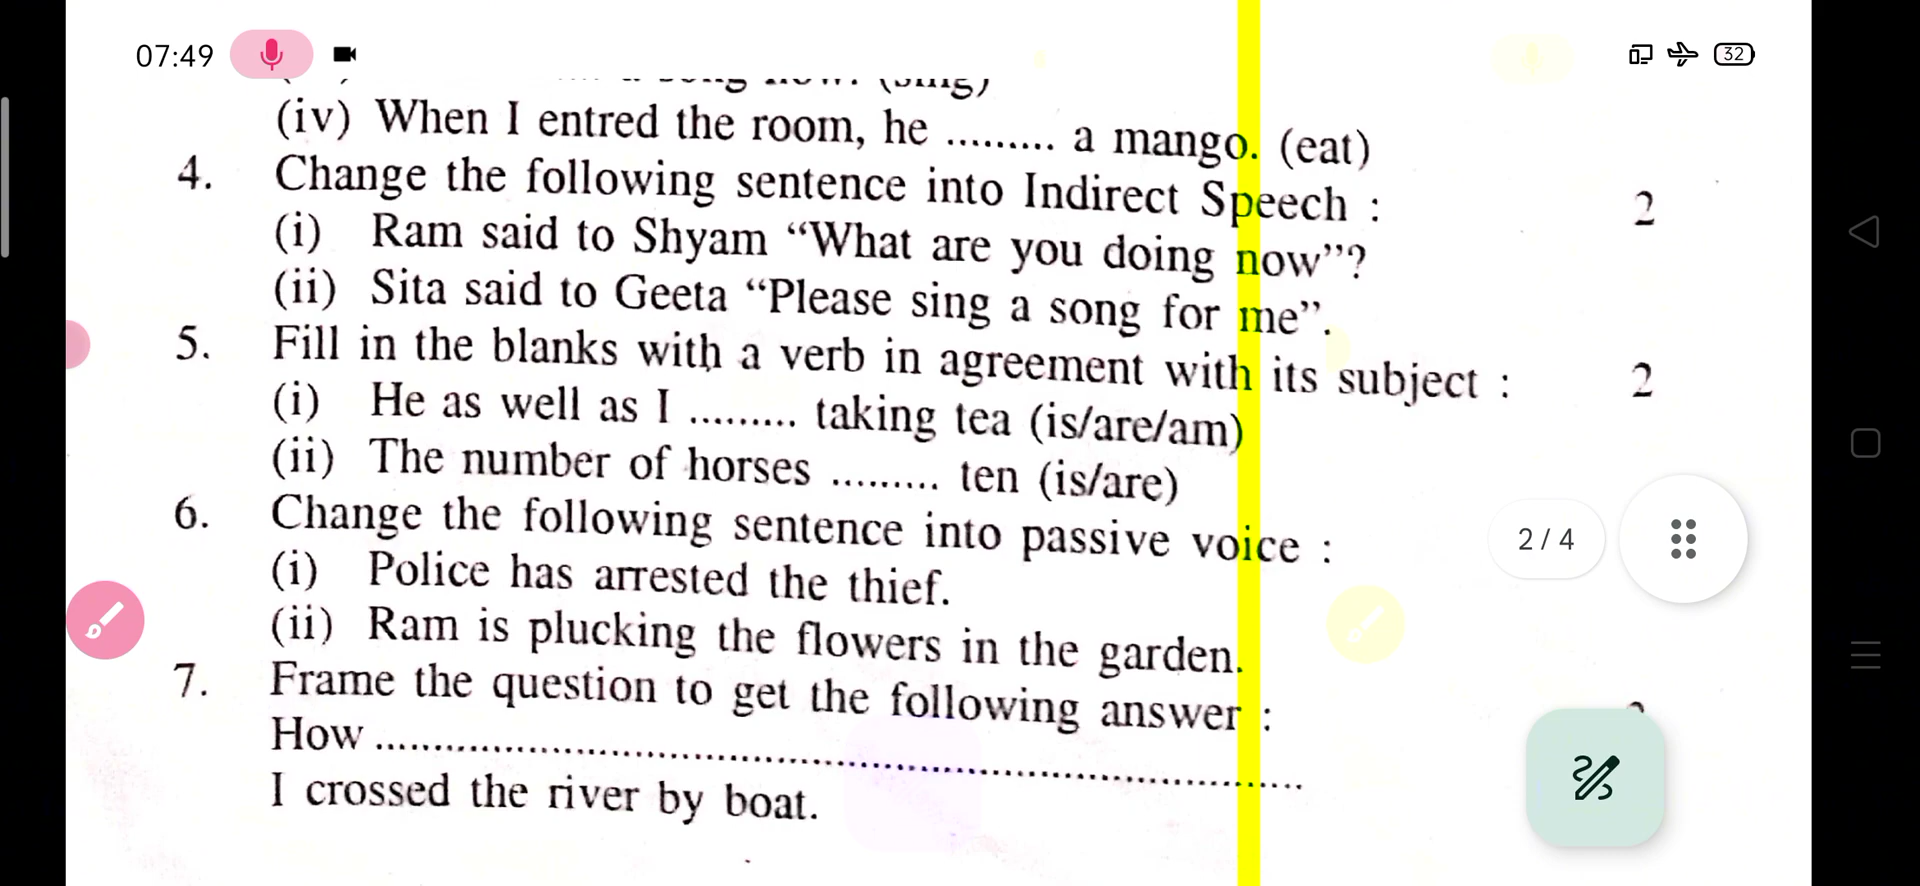 07:49
32
a song now. (sing)
(iv) When I entred the room, he ......... a mango. (eat)
4. Change the following sentence into Indirect Speech : 2
(i) Ram said to Shyam “What are you doing now”?
(ii) Sita said to Geeta “Please sing a song for me”.
5. Fill in the blanks with a verb in agreement with its subject : 2
(i) He as well as I ......... taking tea (is/are/am)
(ii) The number of horses ......... ten (is/are)
6. Change the following sentence into passive voice :
(i) Police has arrested the thief.
2 / 4
(ii) Ram is plucking the flowers in the garden.
7. Frame the question to get the following answer :
How ..........................................................................................
I crossed the river by boat.